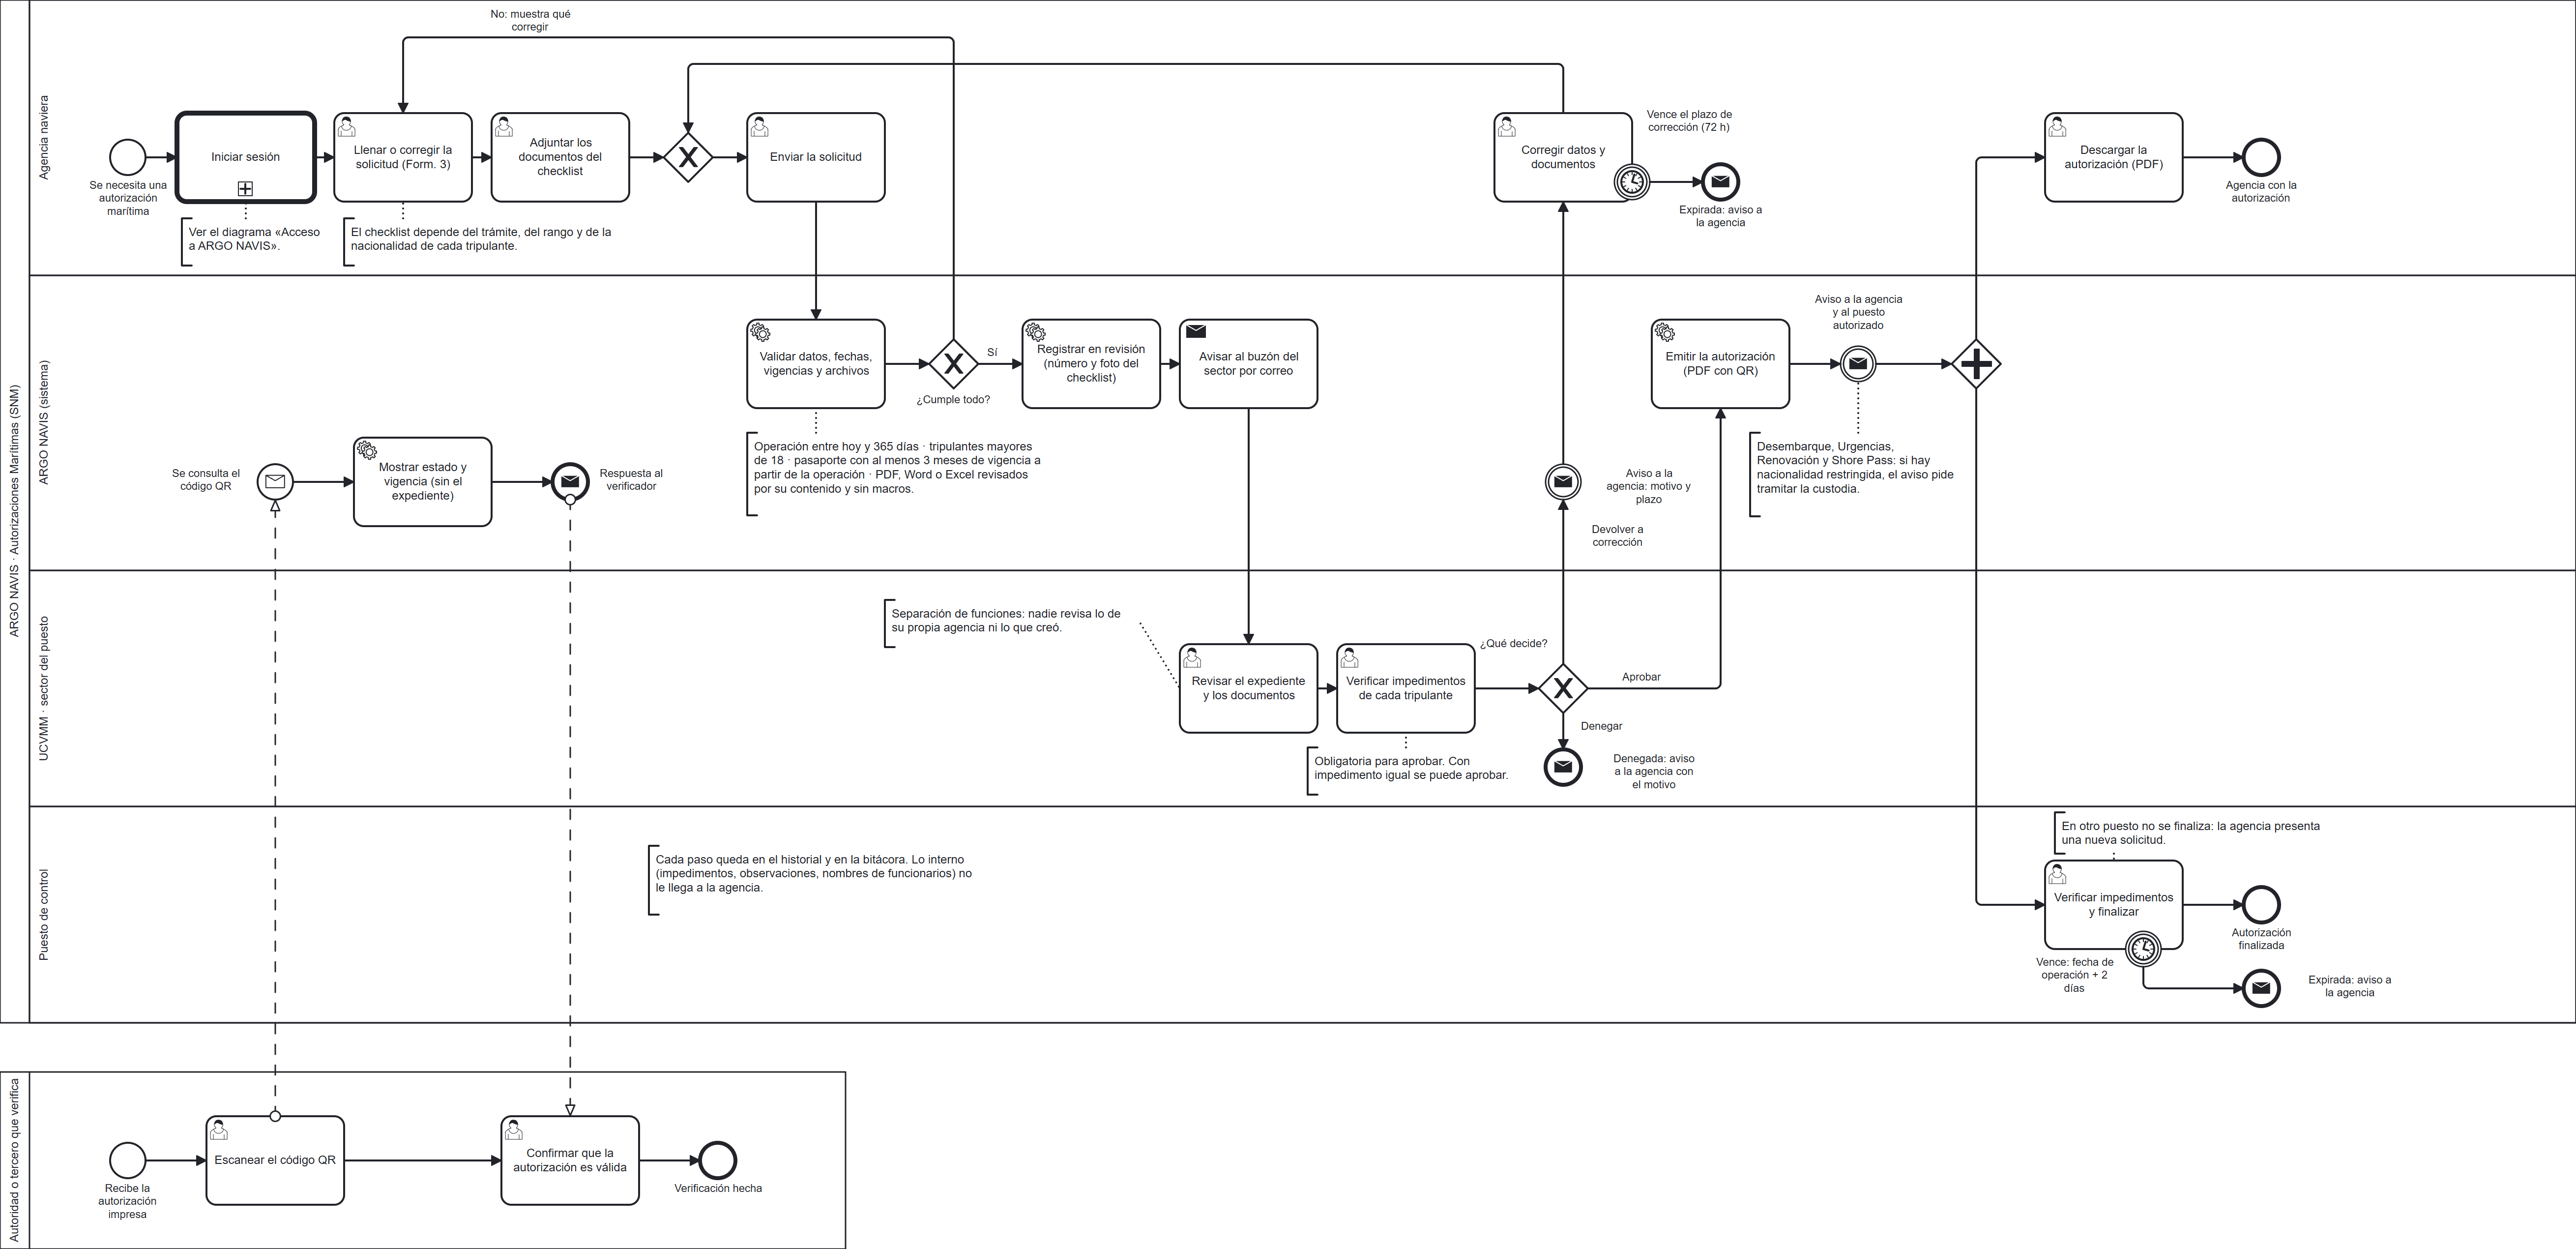 ARGO NAVIS · Autorizaciones Marítimas (SNM)
Agencia naviera
No: muestra qué
corregir
Se necesita una
autorización
marítima
Iniciar sesión
Ver el diagrama «Acceso
a ARGO NAVIS».
Llenar o corregir la
solicitud (Form. 3)
El checklist depende del trámite, del rango y de la
nacionalidad de cada tripulante.
Adjuntar los
documentos del
checklist
Enviar la solicitud
Corregir datos y
documentos
Vence el plazo de
corrección (72 h)
Expirada: aviso a
la agencia
Descargar la
autorización (PDF)
Agencia con la
autorización
ARGO NAVIS (sistema)
Se consulta el
código QR
Mostrar estado y
vigencia (sin el
expediente)
Respuesta al
verificador
Validar datos, fechas,
vigencias y archivos
Operación entre hoy y 365 días · tripulantes mayores
de 18 · pasaporte con al menos 3 meses de vigencia a
partir de la operación · PDF, Word o Excel revisados
por su contenido y sin macros.
¿Cumple todo?
Sí
Registrar en revisión
(número y foto del
checklist)
Avisar al buzón del
sector por correo
Aviso a la
agencia: motivo y
plazo
Devolver a
corrección
Emitir la autorización
(PDF con QR)
Aviso a la agencia
y al puesto
autorizado
Desembarque, Urgencias,
Renovación y Shore Pass: si hay
nacionalidad restringida, el aviso pide
tramitar la custodia.
UCVMM · sector del puesto
Separación de funciones: nadie revisa lo de
su propia agencia ni lo que creó.
Revisar el expediente
y los documentos
Verificar impedimentos
de cada tripulante
Obligatoria para aprobar. Con
impedimento igual se puede aprobar.
¿Qué decide?
Aprobar
Denegar
Denegada: aviso
a la agencia con
el motivo
Puesto de control
Cada paso queda en el historial y en la bitácora. Lo interno
(impedimentos, observaciones, nombres de funcionarios) no
le llega a la agencia.
En otro puesto no se finaliza: la agencia presenta
una nueva solicitud.
Verificar impedimentos
y finalizar
Autorización
finalizada
Vence: fecha de
operación + 2
días
Expirada: aviso a
la agencia
Autoridad o tercero que verifica
Recibe la
autorización
impresa
Escanear el código QR
Confirmar que la
autorización es válida
Verificación hecha